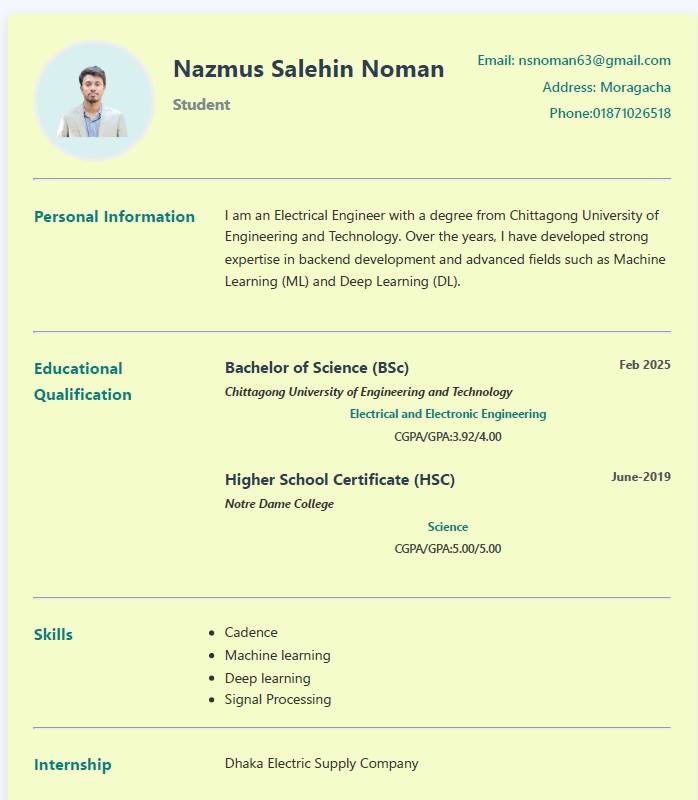 Nazmus Salehin Noman
Student
Email: nsnoman63@gmail.com
Address: Moragacha
Phone:01871026518
Personal Information
I am an Electrical Engineer with a degree from Chittagong University of
Engineering and Technology. Over the years, I have developed strong
expertise in backend development and advanced fields such as Machine
Learning (ML) and Deep Learning (DL).
Educational
Qualification
Bachelor of Science (BSc)
Feb 2025
Chittagong University of Engineering and Technology
Electrical and Electronic Engineering
CGPA/GPA:3.92/4.00
Higher School Certificate (HSC)
June-2019
Notre Dame College
Science
CGPA/GPA:5.00/5.00
Skills
Cadence
Machine learning
Deep learning
Signal Processing
Internship
Dhaka Electric Supply Company